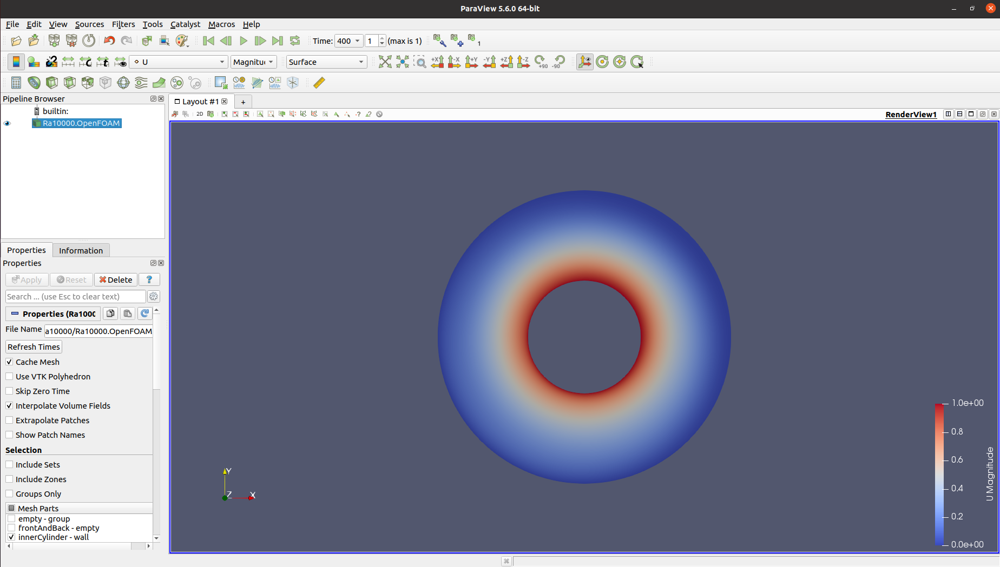 ParaView 5.6.0 64-bit
File Edit View Sources Filters Tools Catalyst Macros Help
Time: 400 1 (max is 1) 1
C t U Magnitu Surface +X -X +Y -Y +Z -Z +90 -90
Pipeline Browser
Layout #1 +
builtin:
2D RenderView1
Ra10000.OpenFOAM
Properties Information
Properties
Apply Reset Delete ?
Search ... (use Esc to clear text)
Properties (Ra1000
File Name a10000/Ra10000.OpenFOAM
Refresh Times
Cache Mesh
Use VTK Polyhedron
Skip Zero Time
Interpolate Volume Fields
Extrapolate Patches
Show Patch Names
Selection
Include Sets
Include Zones
Groups Only
Mesh Parts
empty - group
frontAndBack - empty
innerCylinder - wall
Y
Z X
1.0e+00
0.8
0.6
0.4
0.2
0.0e+00
U Magnitude